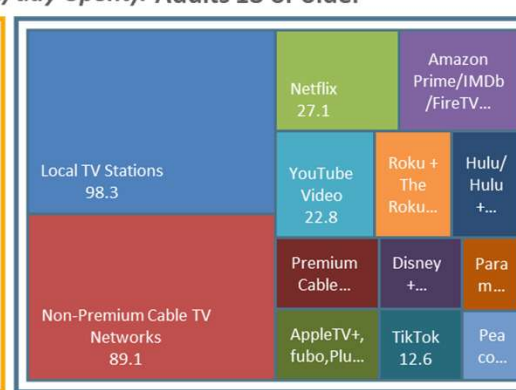 Adults 18 or older
Local TV Stations
98.3
Non-Premium Cable TV
Networks
89.1
Netflix
27.1
Amazon
Prime/IMDb
/FireTV...
YouTube
Video
22.8
Roku +
The
Roku...
Hulu/
Hulu
+...
Premium
Cable...
Disney
+...
Para
m...
AppleTV+,
fubo,Plu...
TikTok
12.6
Pea
co...